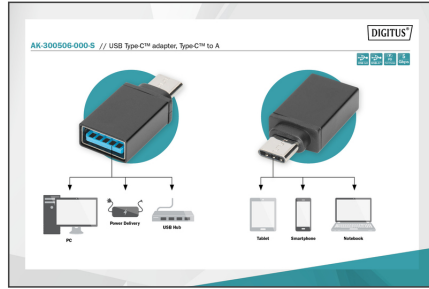 DIGITUS®
AK-300506-000-S // USB Type-C™ adapter, Type-C™ to A
PC
Power Delivery
USB Hub
Tablet
Smartphone
Notebook